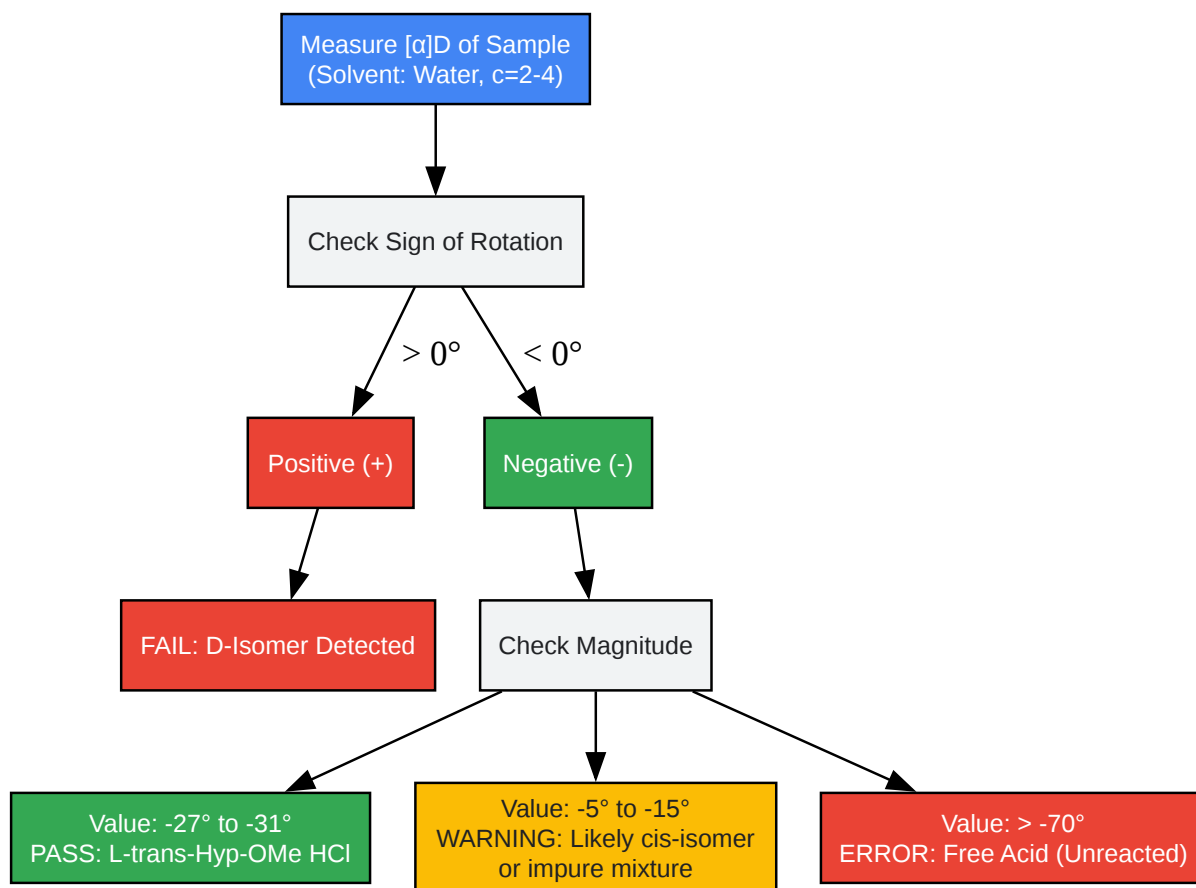 Measure [α]D of Sample
(Solvent: Water, c=2-4)
Check Sign of Rotation
> 0°
< 0°
Positive (+)
Negative (-)
FAIL: D-Isomer Detected
Check Magnitude
Value: -27° to -31°
PASS: L-trans-Hyp-OMe HCl
Value: -5° to -15°
WARNING: Likely cis-isomer
or impure mixture
Value: > -70°
ERROR: Free Acid (Unreacted)